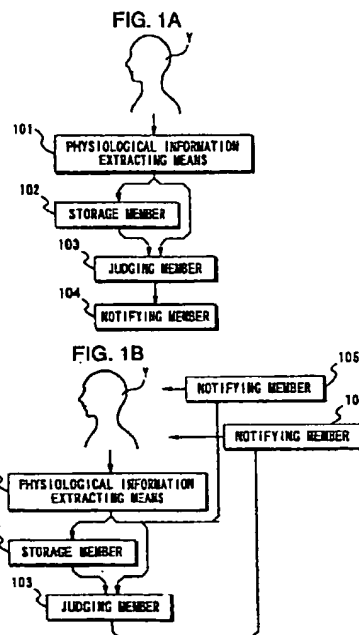 FIG. 1A
Y
101
PHYSIOLOGICAL INFORMATION
EXTRACTING MEANS
102
STORAGE MEMBER
103
JUDGING MEMBER
104
NOTIFYING MEMBER
FIG. 1B
Y
105
NOTIFYING MEMBER
10
NOTIFYING MEMBER
PHYSIOLOGICAL INFORMATION
EXTRACTING MEANS
STORAGE MEMBER
103
JUDGING MEMBER